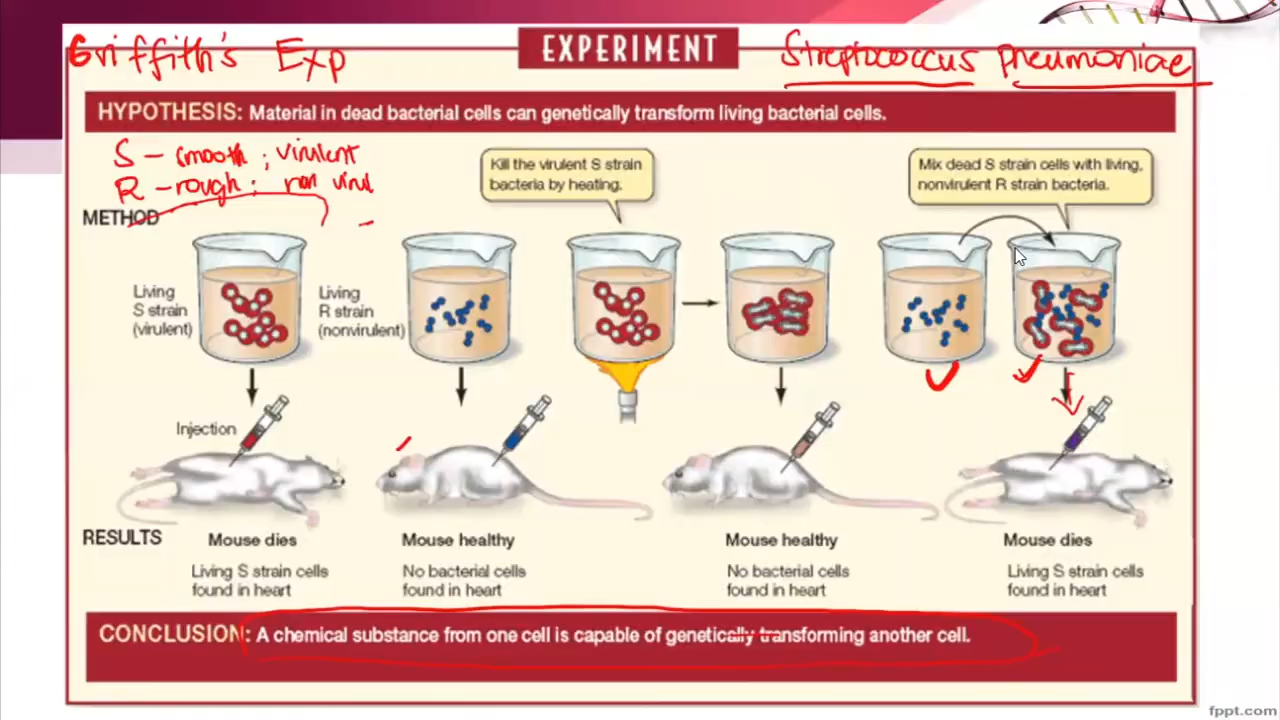 Griffith's Exp
EXPERIMENT
Streptococcus pneumoniae
HYPOTHESIS: Material in dead bacterial cells can genetically transform living bacterial cells.
S - smooth ; virulent
R - rough ; non virul
Kill the virulent S strain
bacteria by heating.
Mix dead S strain cells with living,
nonvirulent R strain bacteria.
METHOD
Living
S strain
(virulent)
Living
R strain
(nonvirulent)
Injection
RESULTS
Mouse dies
Living S strain cells
found in heart
Mouse healthy
No bacterial cells
found in heart
Mouse healthy
No bacterial cells
found in heart
Mouse dies
Living S strain cells
found in heart
CONCLUSION: A chemical substance from one cell is capable of genetically transforming another cell.
fppt.com